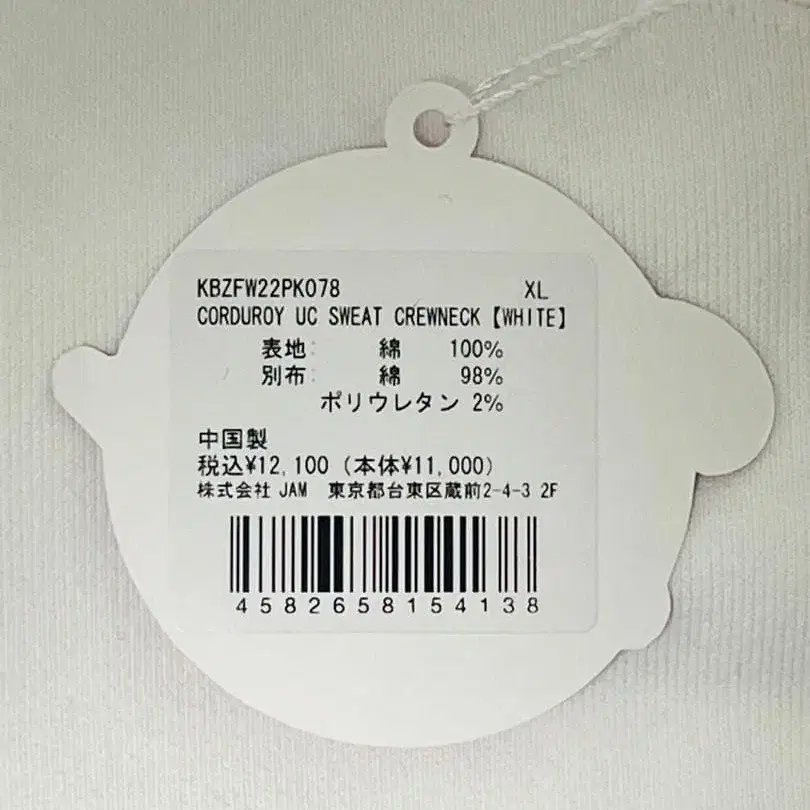 KBZFW22PK078 XL
CORDUROY UC SWEAT CREWNECK【WHITE】
表地: 綿 100%
別布: 綿 98%
ポリウレタン 2%
中国製
税込¥12,100 (本体¥11,000)
株式会社 JAM 東京都台東区蔵前2-4-3 2F
4582658154138